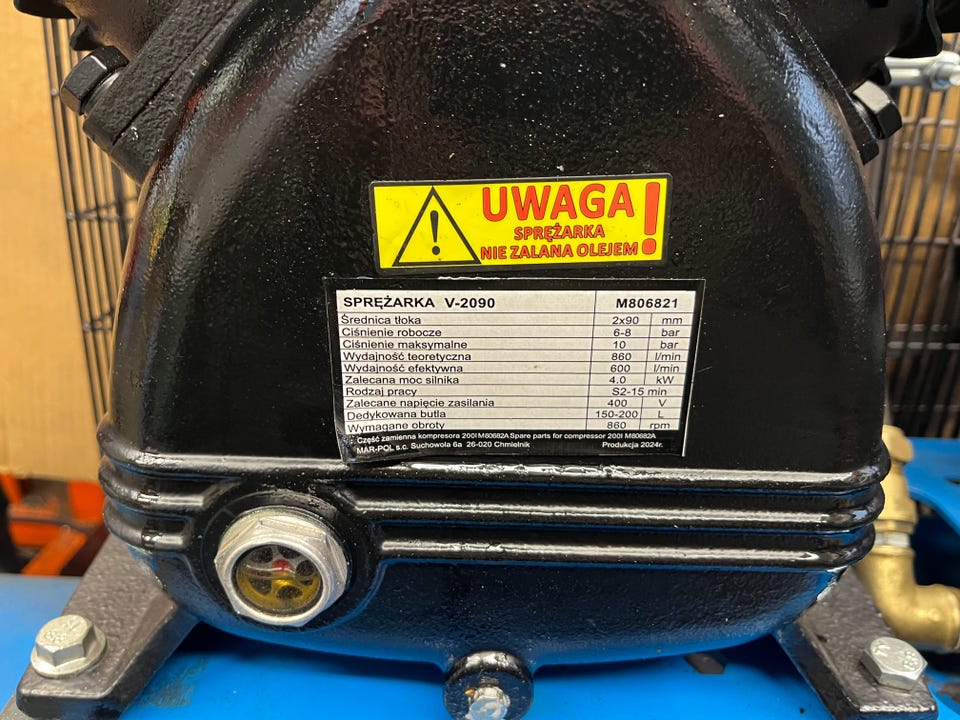 UWAGA!
SPRĘŻARKA
NIE ZALANA OLEJEM
SPRĘŻARKA V-2090 M806821
Średnica tłoka 2x90 mm
Ciśnienie robocze 6-8 bar
Ciśnienie maksymalne 10 bar
Wydajność teoretyczna 860 l/min
Wydajność efektywna 600 l/min
Zalecana moc silnika 4.0 kW
Rodzaj pracy S2-15 min
Zalecane napięcie zasilania 400 V
Dedykowana butla 150-200 L
Wymagane obroty 860 rpm
Część zamienna kompresora 200l M80682A Spare parts for compressor 200l M80682A
MAR-POL s.c. Suchowola 6a 26-020 Chmielnik Produkcja 2024r.